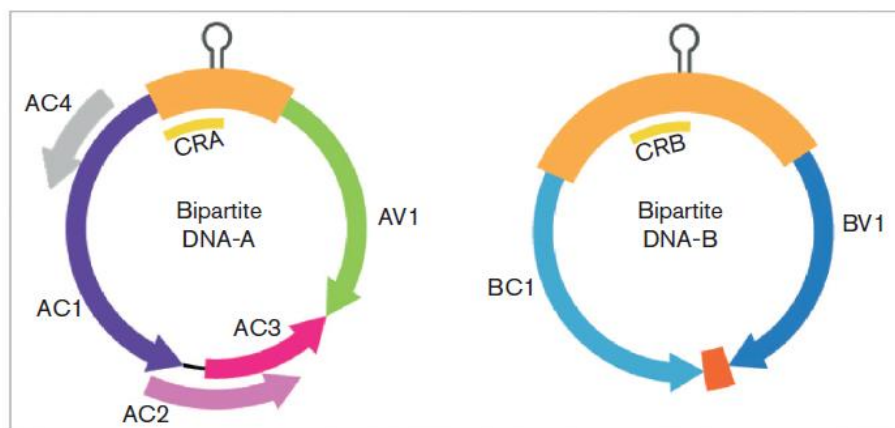 AC4
CRA
Bipartite
DNA-A
AV1
AC1
AC3
AC2
CRB
Bipartite
DNA-B
BV1
BC1